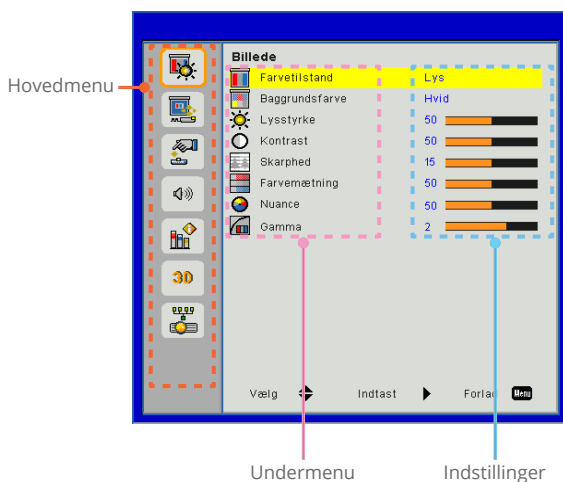 Billede
Farvetilstand Lys
Baggrundsfarve Hvid
Lysstyrke 50
Kontrast 50
Skarphed 15
Farvemætning 50
Nuance 50
Gamma 2
Hovedmenu
3D
Vælg Indtast Forlad Menu
Undermenu Indstillinger